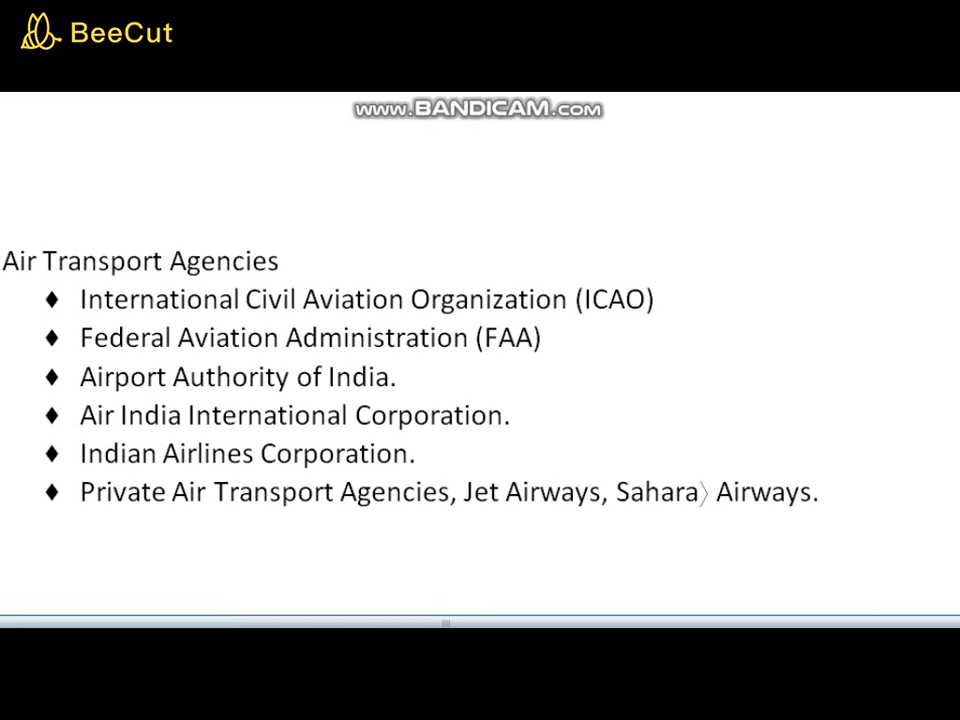 BeeCut
www.BANDICAM.COM
Air Transport Agencies
♦ International Civil Aviation Organization (ICAO)
♦ Federal Aviation Administration (FAA)
♦ Airport Authority of India.
♦ Air India International Corporation.
♦ Indian Airlines Corporation.
♦ Private Air Transport Agencies, Jet Airways, Sahara〉 Airways.